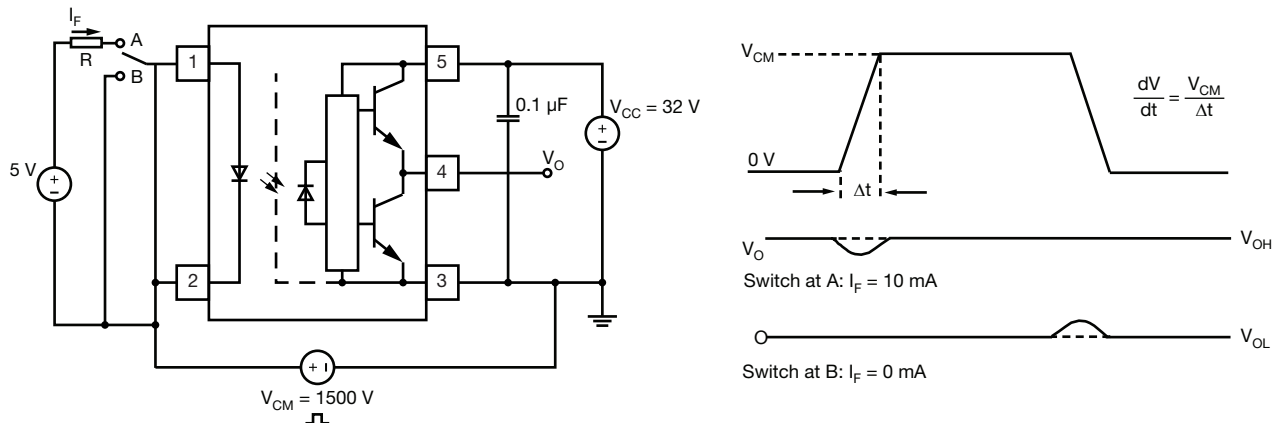 I_F
A
R
B
1
5
0.1 µF
V_CC = 32 V
+
–
5 V
+
–
4
V_O
2
3
+ –
V_CM = 1500 V
V_CM
dV/dt = V_CM/Δt
0 V
Δt
V_O
V_OH
Switch at A: I_F = 10 mA
O
V_OL
Switch at B: I_F = 0 mA